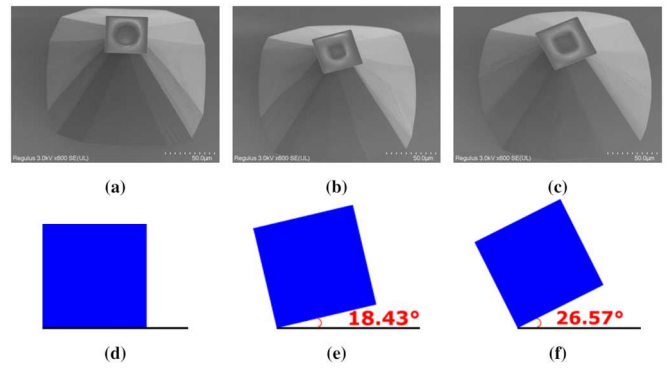 Regulus 3.0kV x600 SE(UL) 50.0µm
Regulus 3.0kV x800 SE(UL) 50.0µm
Regulus 3.0kV x600 SE(UL) 50.0µm
(a)
(b)
(c)
18.43°
26.57°
(d)
(e)
(f)